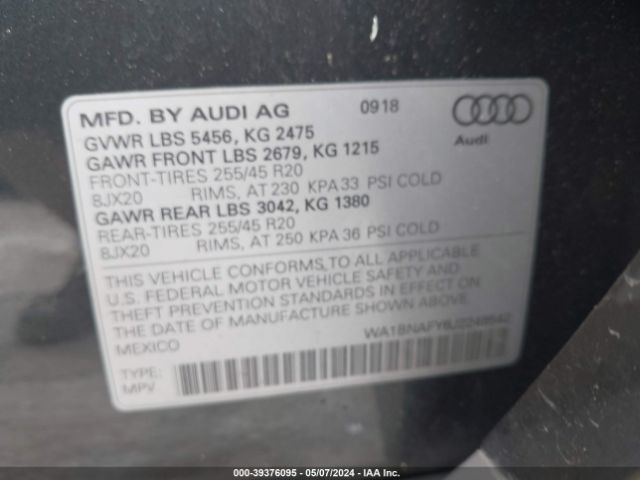 MFD. BY AUDI AG 0918
GVWR LBS 5456, KG 2475
GAWR FRONT LBS 2679, KG 1215
FRONT-TIRES 255/45 R20
8JX20 RIMS, AT 230 KPA 33 PSI COLD
GAWR REAR LBS 3042, KG 1380
REAR-TIRES 255/45 R20
8JX20 RIMS, AT 250 KPA 36 PSI COLD
THIS VEHICLE CONFORMS TO ALL APPLICABLE
U.S. FEDERAL MOTOR VEHICLE SAFETY AND
THEFT PREVENTION STANDARDS IN EFFECT ON
THE DATE OF MANUFACTURE SHOWN ABOVE.
MEXICO
TYPE:
MPV
000-39376095 - 05/07/2024 - IAA Inc.